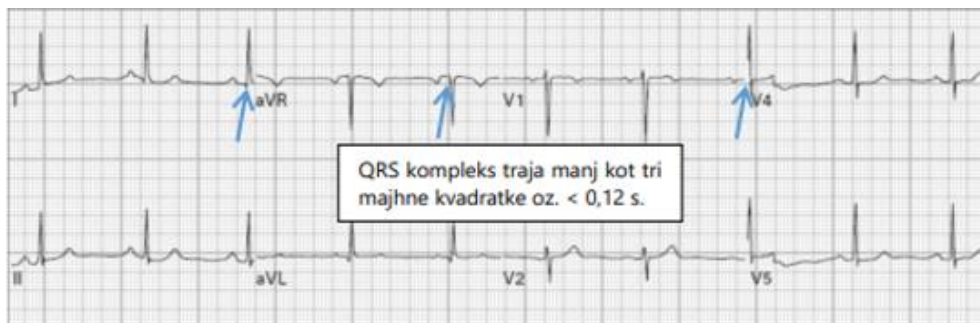 I
aVR
V1
V4
QRS kompleks traja manj kot tri
majhne kvadratke oz. < 0,12 s.
II
aVL
V2
V5